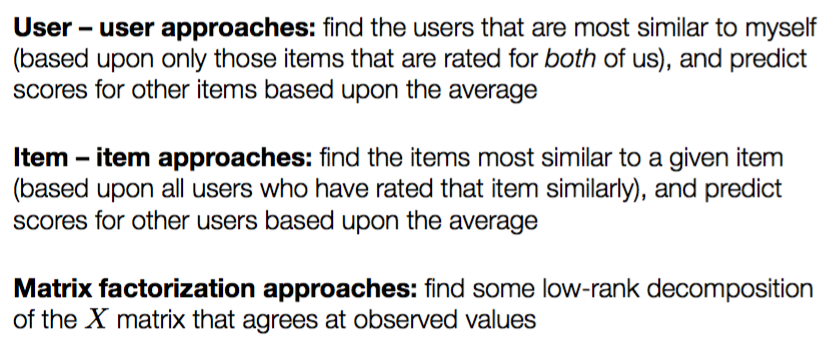 User – user approaches: find the users that are most similar to myself
(based upon only those items that are rated for both of us), and predict
scores for other items based upon the average
Item – item approaches: find the items most similar to a given item
(based upon all users who have rated that item similarly), and predict
scores for other users based upon the average
Matrix factorization approaches: find some low-rank decomposition
of the X matrix that agrees at observed values